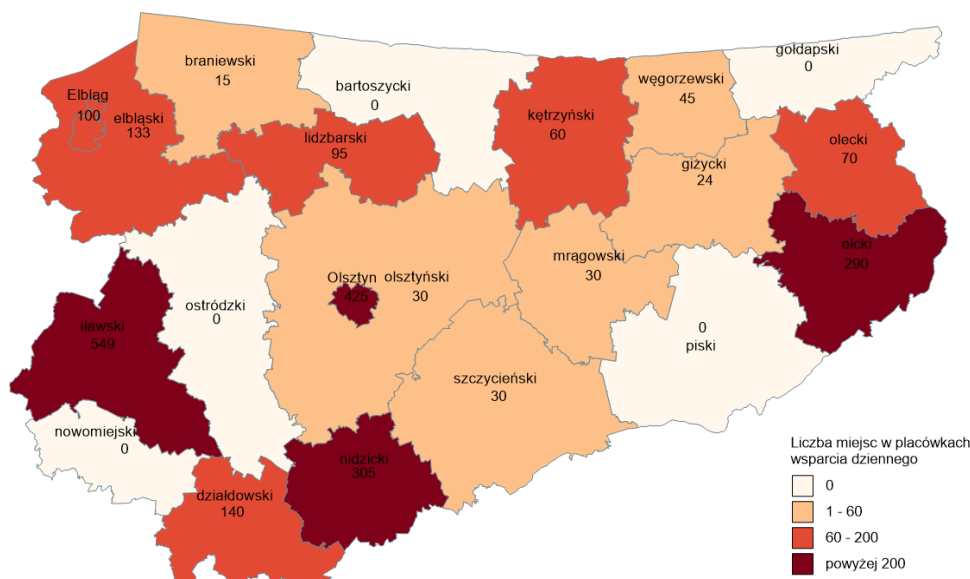 gołdapski
0
braniewski
15
bartoszycki
0
węgorzewski
45
Elbląg
100
elbląski
133
kętrzyński
60
lidzbarski
95
olecki
70
giżycki
24
ełcki
290
mrągowski
30
Olsztyn
425
olsztyński
30
ostródzki
0
iławski
549
0
piski
szczycieński
30
nowomiejski
0
nidzicki
305
działdowski
140
Liczba miejsc w placówkach
wsparcia dziennego
0
1 - 60
60 - 200
powyżej 200